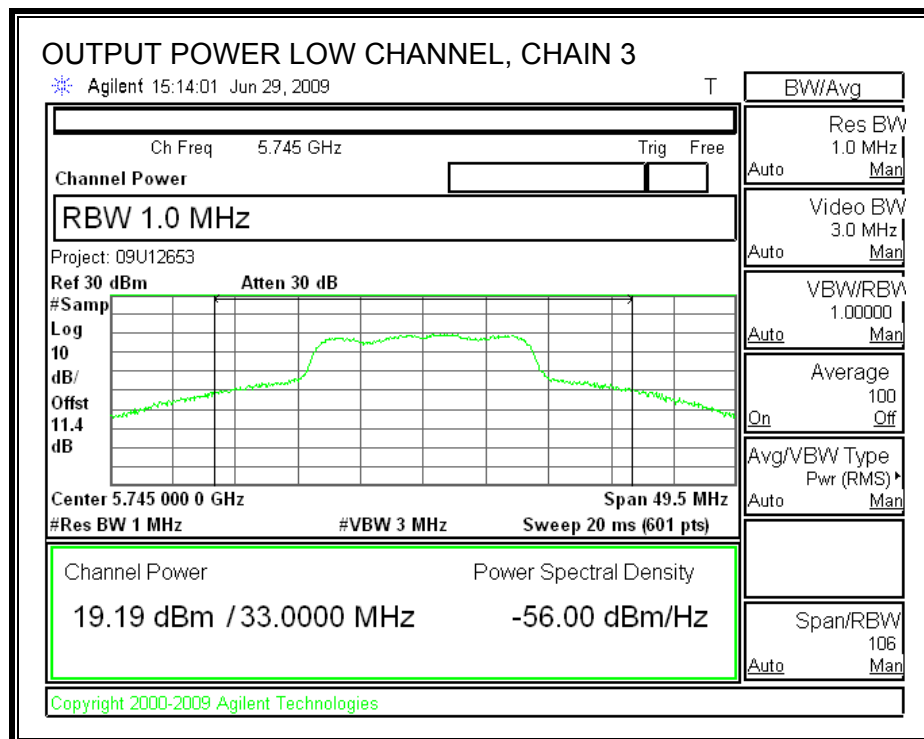 OUTPUT POWER LOW CHANNEL, CHAIN 3
Agilent 15:14:01 Jun 29, 2009 T
BW/Avg
Ch Freq 5.745 GHz Trig Free
Channel Power
RBW 1.0 MHz
Project: 09U12653
Ref 30 dBm Atten 30 dB
#Samp
Log
10
dB/
Offst
11.4
dB
Center 5.745 000 0 GHz Span 49.5 MHz
#Res BW 1 MHz #VBW 3 MHz Sweep 20 ms (601 pts)
Channel Power Power Spectral Density
19.19 dBm / 33.0000 MHz -56.00 dBm/Hz
Copyright 2000-2009 Agilent Technologies
Res BW
1.0 MHz
Auto Man
Video BW
3.0 MHz
Auto Man
VBW/RBW
1.00000
Auto Man
Average
100
On Off
Avg/VBW Type
Pwr (RMS)
Auto Man
Span/RBW
106
Auto Man